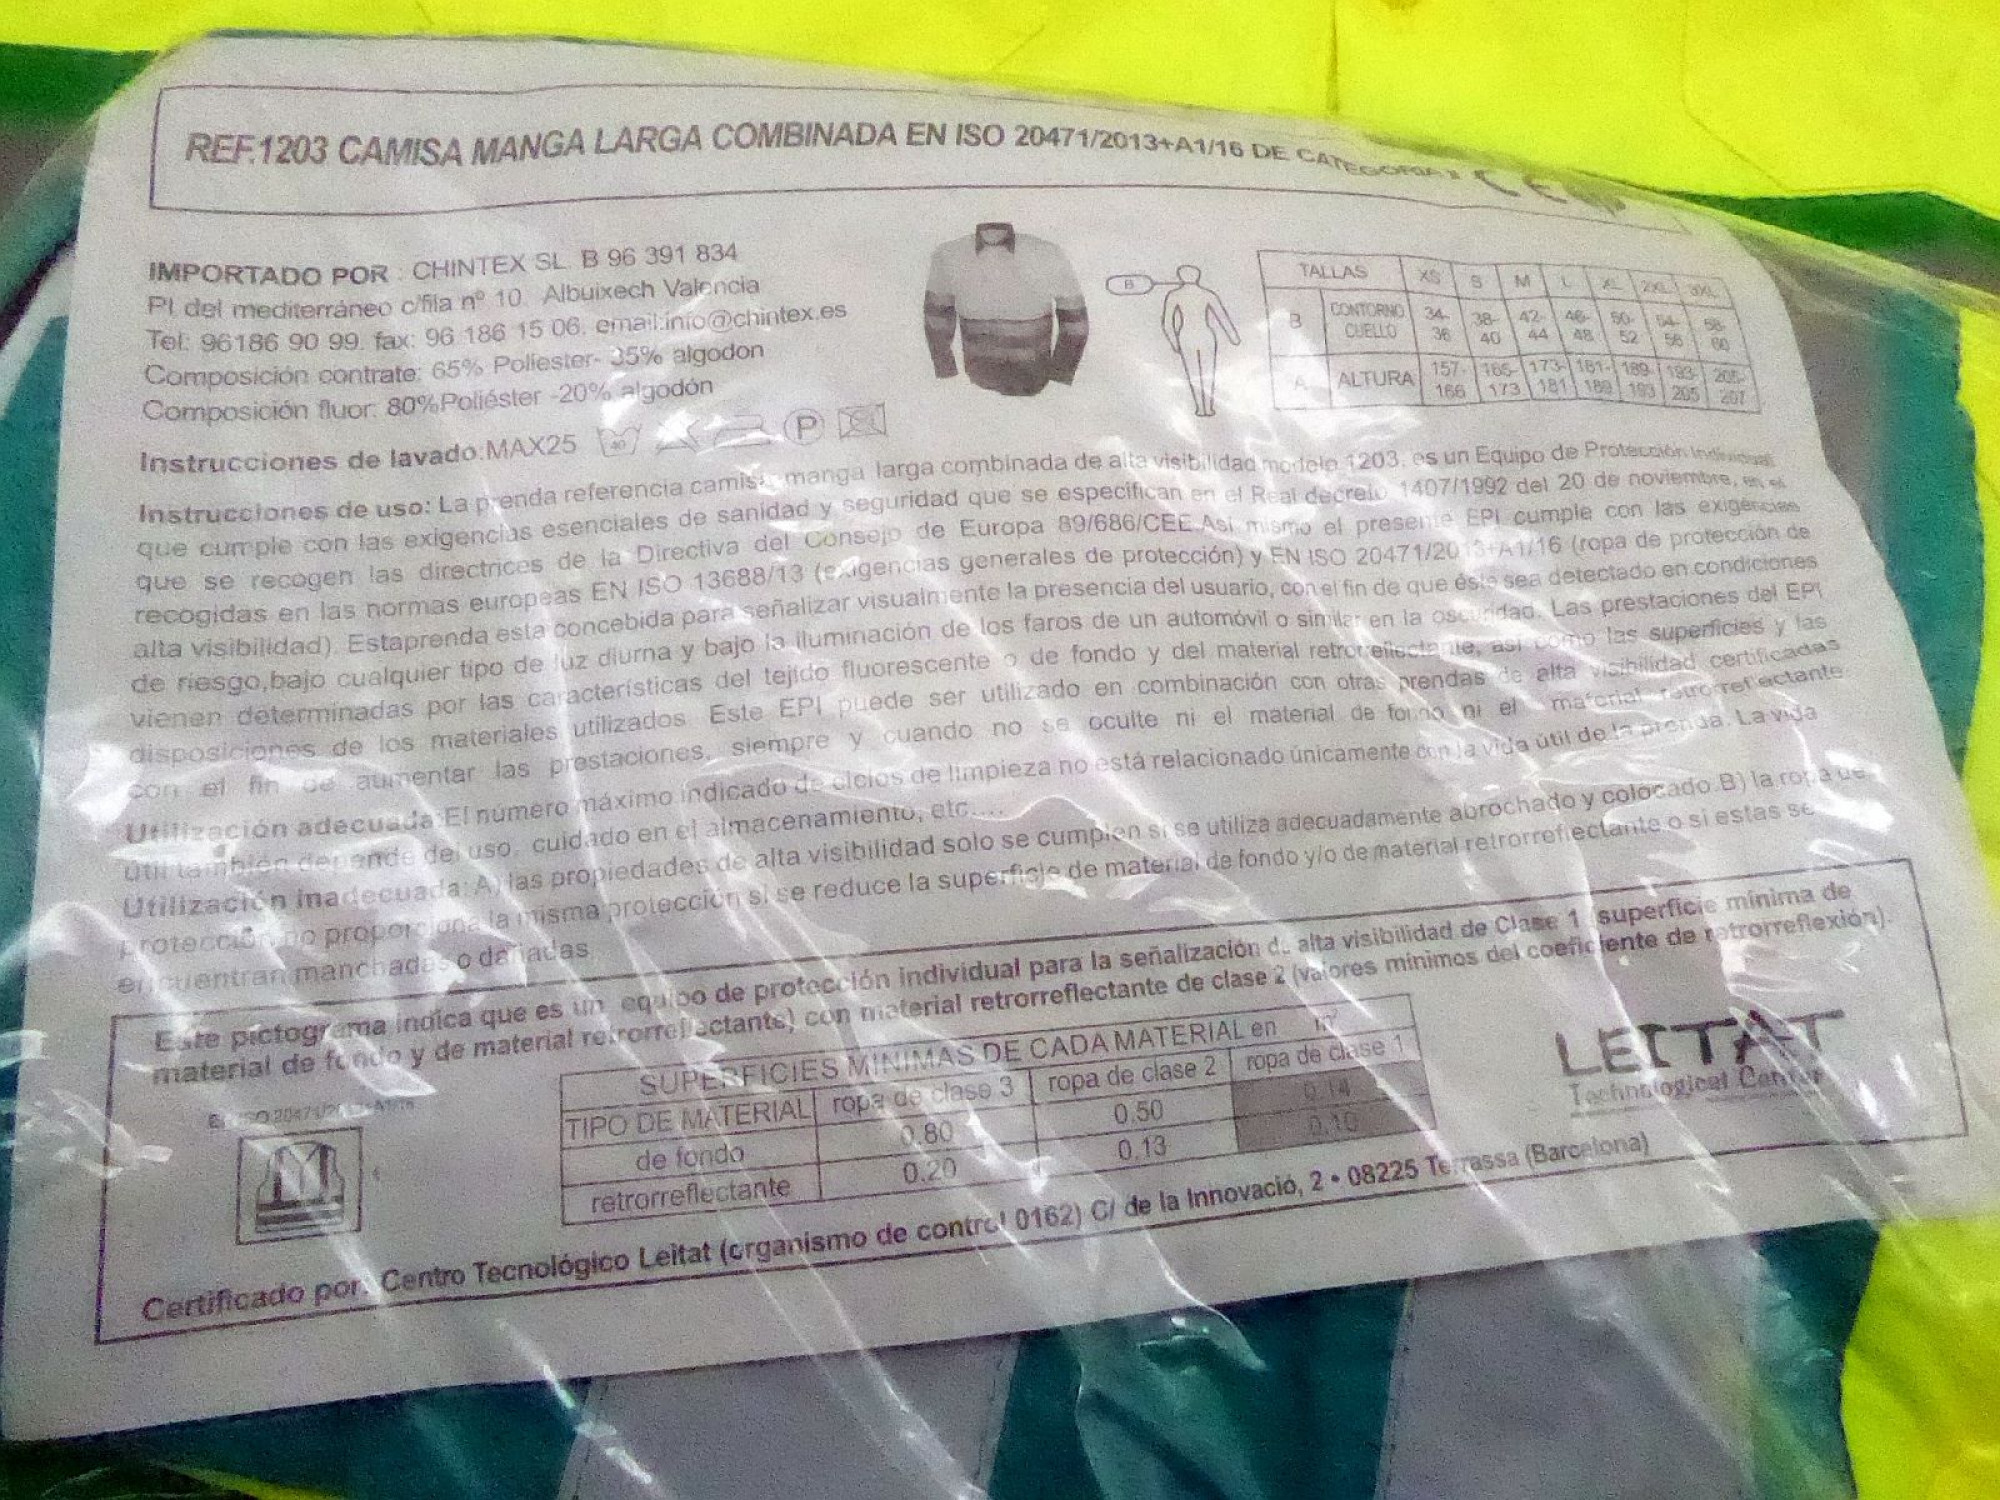 REF.1203 CAMISA MANGA LARGA COMBINADA EN ISO 20471/2013+A1/16 DE CATEGORIA II CE
IMPORTADO POR : CHINTEX SL. B 96 391 834
Pl del mediterráneo c/fila nº 10. Albuixech Valencia
Tel: 96186 90 99. fax: 96 186 15 06. email:info@chintex.es
Composición contrate: 65% Poliester- 35% algodon
Composición fluor: 80%Poliéster -20% algodón
Instrucciones de lavado:MAX25 40 P
B
TALLAS XS S M L XL 2XL 3XL
B CONTORNO CUELLO 34-36 38-40 42-44 46-48 50-52 54-56 58-60
A ALTURA 157-166 165-173 173-181 181-189 189-193 193-205 205-207
Instrucciones de uso: La prenda referencia camisa manga larga combinada de alta visibilidad modelo 1203, es un Equipo de Protección Individual
que cumple con las exigencias esenciales de sanidad y seguridad que se especifican en el Real decreto 1407/1992 del 20 de noviembre, en el
que se recogen las directrices de la Directiva del Consejo de Europa 89/686/CEE.Así mismo el presente EPI cumple con las exigencias
recogidas en las normas europeas EN ISO 13688/13 (exigencias generales de protección) y EN ISO 20471/2013+A1/16 (ropa de protección de
alta visibilidad). Estaprenda esta concebida para señalizar visualmente la presencia del usuario, con el fin de que éste sea detectado en condiciones
de riesgo,bajo cualquier tipo de luz diurna y bajo la iluminación de los faros de un automóvil o similar en la oscuridad. Las prestaciones del EPI
vienen determinadas por las características del tejido fluorescente o de fondo y del material retrorreflectante, así como las superficies y las
disposiciones de los materiales utilizados. Este EPI puede ser utilizado en combinación con otras prendas de alta visibilidad certificadas
con el fin de aumentar las prestaciones, siempre y cuando no se oculte ni el material de fondo ni el material retrorreflectante
Utilización adecuada:El número máximo indicado de ciclos de limpieza no está relacionado únicamente con la vida útil de la prenda. La vida
útil también depende del uso, cuidado en el almacenamiento, etc....
Utilización inadecuada: A) las propiedades de alta visibilidad solo se cumplen si se utiliza adecuadamente abrochado y colocado.B) la ropa de
protección no proporciona la misma protección si se reduce la superficie de material de fondo y/o de material retrorreflectante o si estas se
encuentran manchadas o dañadas
Este pictograma indica que es un equipo de protección individual para la señalización de alta visibilidad de Clase 1 (superficie mínima de
material de fondo y de material retrorreflectante) con material retrorreflectante de clase 2 (valores mínimos del coeficiente de retrorreflexión).
EN ISO 20471/2013+A1/16
SUPERFICIES MINIMAS DE CADA MATERIAL en m²
TIPO DE MATERIAL ropa de clase 3 ropa de clase 2 ropa de clase 1
de fondo 0.80 0.50 0.14
retrorreflectante 0.20 0.13 0.10
LEITAT
Technological Center
Certificado por: Centro Tecnológico Leitat (organismo de control 0162) C/ de la Innovació, 2 • 08225 Terrassa (Barcelona)